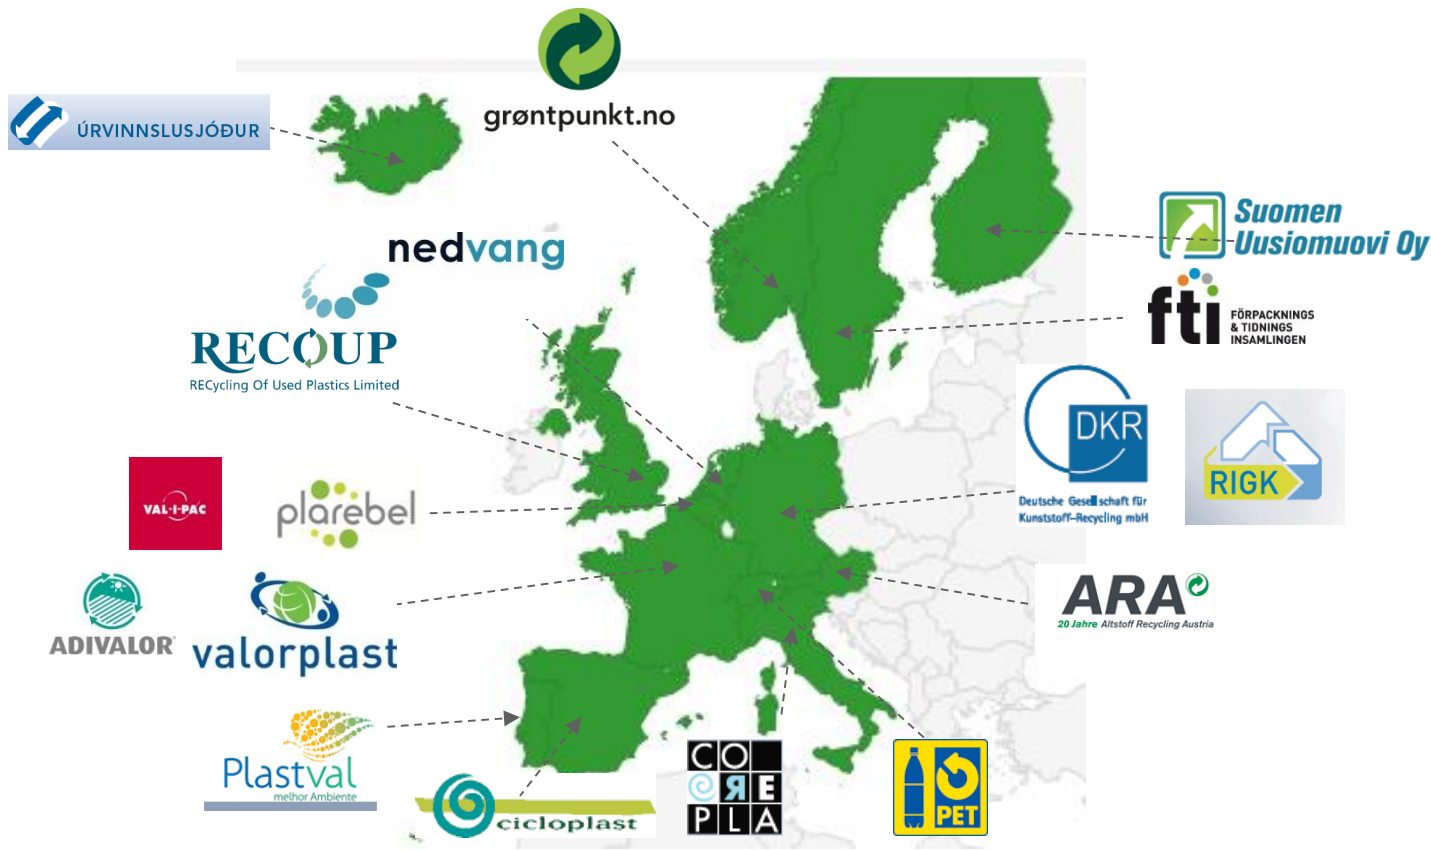 grøntpunkt.no
ÚRVINNSLUSJÓÐUR
Suomen
Uusiomuovi Oy
nedvang
fti FÖRPACKNINGS
& TIDNINGS
INSAMLINGEN
RECOUP
RECycling Of Used Plastics Limited
DKR
Deutsche Gesellschaft für
Kunststoff-Recycling mbH
RIGK
VAL-I-PAC
plarebel
ADIVALOR
valorplast
ARA
20 Jahre Altstoff Recycling Austria
Plastval
melhor Ambiente
cicloplast
CO
REP
PLA
PET